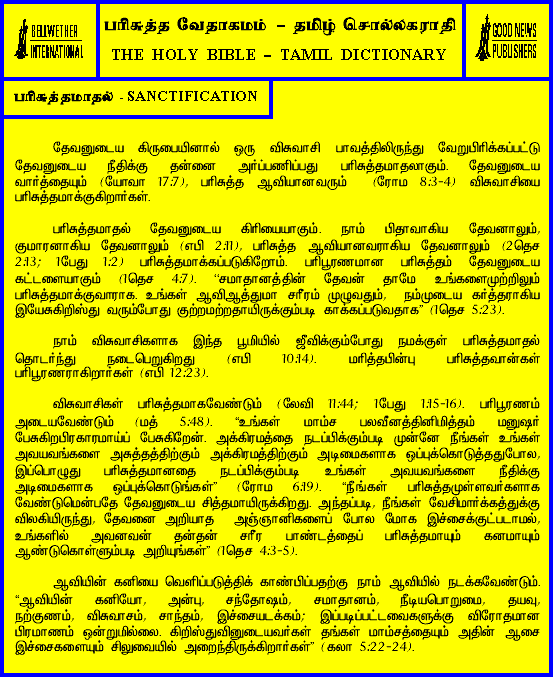 BELLWETHER
INTERNATIONAL
பரிசுத்த வேதாகமம் – தமிழ் சொல்லகராதி
THE HOLY BIBLE – TAMIL DICTIONARY
GOOD NEWS
PUBLISHERS
பரிசுத்தமாதல் - SANCTIFICATION
தேவனுடைய கிருபையினால் ஒரு விசுவாசி பாவத்திலிருந்து வேறுபிரிக்கப்பட்டு
தேவனுடைய நீதிக்கு தன்னை அர்ப்பணிப்பது பரிசுத்தமாதலாகும். தேவனுடைய
வார்த்தையும் (யோவா 17:7), பரிசுத்த ஆவியானவரும் (ரோம 8:3-4) விசுவாசியை
பரிசுத்தமாக்குகிறார்கள்.
பரிசுத்தமாதல் தேவனுடைய கிரியையாகும். நாம் பிதாவாகிய தேவனாலும்,
குமாரனாகிய தேவனாலும் (எபி 2:11), பரிசுத்த ஆவியானவராகிய தேவனாலும் (2தெச
2:13; 1பேது 1:2) பரிசுத்தமாக்கப்படுகிறோம். பரிபூரணமான பரிசுத்தம் தேவனுடைய
கட்டளையாகும் (1தெச 4:7). “சமாதானத்தின் தேவன் தாமே உங்களைமுற்றிலும்
பரிசுத்தமாக்குவாராக. உங்கள் ஆவிஆத்துமா சரீரம் முழுவதும், நம்முடைய கர்த்தராகிய
இயேசுகிறிஸ்து வரும்போது குற்றமற்றதாயிருக்கும்படி காக்கப்படுவதாக” (1தெச 5:23).
நாம் விசுவாசிகளாக இந்த பூமியில் ஜீவிக்கும்போது நமக்குள் பரிசுத்தமாதல்
தொடர்ந்து நடைபெறுகிறது (எபி 10:14). மரித்தபின்பு பரிசுத்தவான்கள்
பரிபூரணராகிறார்கள் (எபி 12:23).
விசுவாசிகள் பரிசுத்தமாகவேண்டும் (லேவி 11:44; 1பேது 1:15-16). பரிபூரணம்
அடையவேண்டும் (மத் 5:48). “உங்கள் மாம்ச பலவீனத்தினிமித்தம் மனுஷர்
பேசுகிறபிரகாரமாய்ப் பேசுகிறேன். அக்கிரமத்தை நடப்பிக்கும்படி முன்னே நீங்கள் உங்கள்
அவயவங்களை அசுத்தத்திற்கும் அக்கிரமத்திற்கும் அடிமைகளாக ஒப்புக்கொடுத்ததுபோல,
இப்பொழுது பரிசுத்தமானதை நடப்பிக்கும்படி உங்கள் அவயவங்களை நீதிக்கு
அடிமைகளாக ஒப்புக்கொடுங்கள்” (ரோம 6:19). “நீங்கள் பரிசுத்தமுள்ளவர்களாக
வேண்டுமென்பதே தேவனுடைய சித்தமாயிருக்கிறது. அந்தப்படி, நீங்கள் வேசிமார்க்கத்துக்கு
விலகியிருந்து, தேவனை அறியாத அஞ்ஞானிகளைப் போல மோக இச்சைக்குட்படாமல்,
உங்களில் அவனவன் தன்தன் சரீர பாண்டத்தைப் பரிசுத்தமாயும் கனமாயும்
ஆண்டுகொள்ளும்படி அறியுங்கள்” (1தெச 4:3-5).
ஆவியின் கனியை வெளிப்படுத்திக் காண்பிப்பதற்கு நாம் ஆவியில் நடக்கவேண்டும்.
“ஆவியின் கனியோ, அன்பு, சந்தோஷம், சமாதானம், நீடியபொறுமை, தயவு,
நற்குணம், விசுவாசம், சாந்தம், இச்சையடக்கம்; இப்படிப்பட்டவைகளுக்கு விரோதமான
பிரமாணம் ஒன்றுமில்லை. கிறிஸ்துவினுடையவர்கள் தங்கள் மாம்சத்தையும் அதின் ஆசை
இச்சைகளையும் சிலுவையில் அறைந்திருக்கிறார்கள்” (கலா 5:22-24).